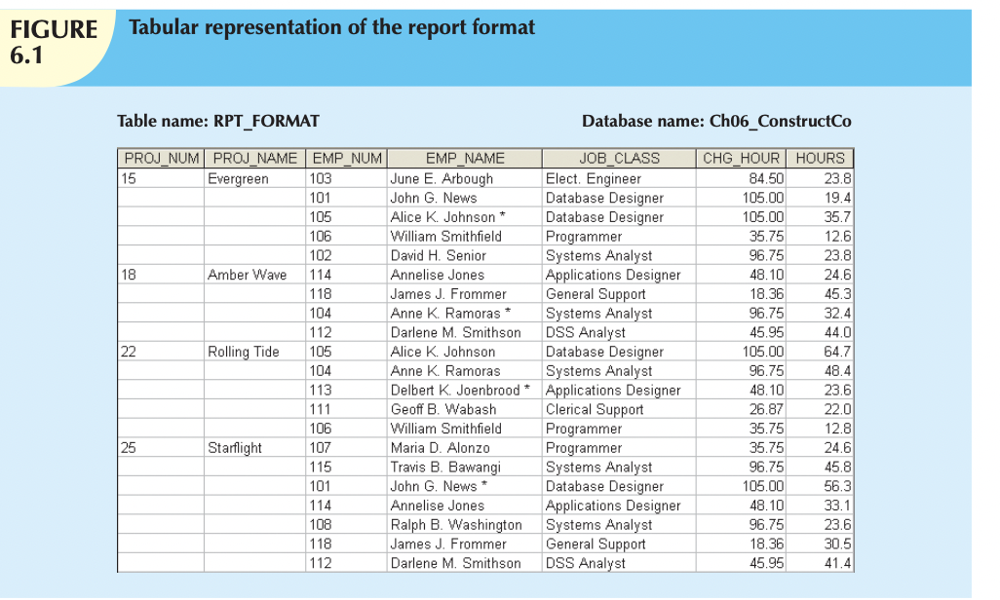 FIGURE 6.1
Tabular representation of the report format
Table name: RPT_FORMAT Database name: Ch06_ConstructCo
PROJ_NUM PROJ_NAME EMP_NUM EMP_NAME JOB_CLASS CHG_HOUR HOURS
15 Evergreen 103 June E. Arbough Elect. Engineer 84.50 23.8
101 John G. News Database Designer 105.00 19.4
105 Alice K. Johnson * Database Designer 105.00 35.7
106 William Smithfield Programmer 35.75 12.6
102 David H. Senior Systems Analyst 96.75 23.8
18 Amber Wave 114 Annelise Jones Applications Designer 48.10 24.6
118 James J. Frommer General Support 18.36 45.3
104 Anne K. Ramoras * Systems Analyst 96.75 32.4
112 Darlene M. Smithson DSS Analyst 45.95 44.0
22 Rolling Tide 105 Alice K. Johnson Database Designer 105.00 64.7
104 Anne K. Ramoras Systems Analyst 96.75 48.4
113 Delbert K. Joenbrood * Applications Designer 48.10 23.6
111 Geoff B. Wabash Clerical Support 26.87 22.0
106 William Smithfield Programmer 35.75 12.8
25 Starflight 107 Maria D. Alonzo Programmer 35.75 24.6
115 Travis B. Bawangi Systems Analyst 96.75 45.8
101 John G. News * Database Designer 105.00 56.3
114 Annelise Jones Applications Designer 48.10 33.1
108 Ralph B. Washington Systems Analyst 96.75 23.6
118 James J. Frommer General Support 18.36 30.5
112 Darlene M. Smithson DSS Analyst 45.95 41.4